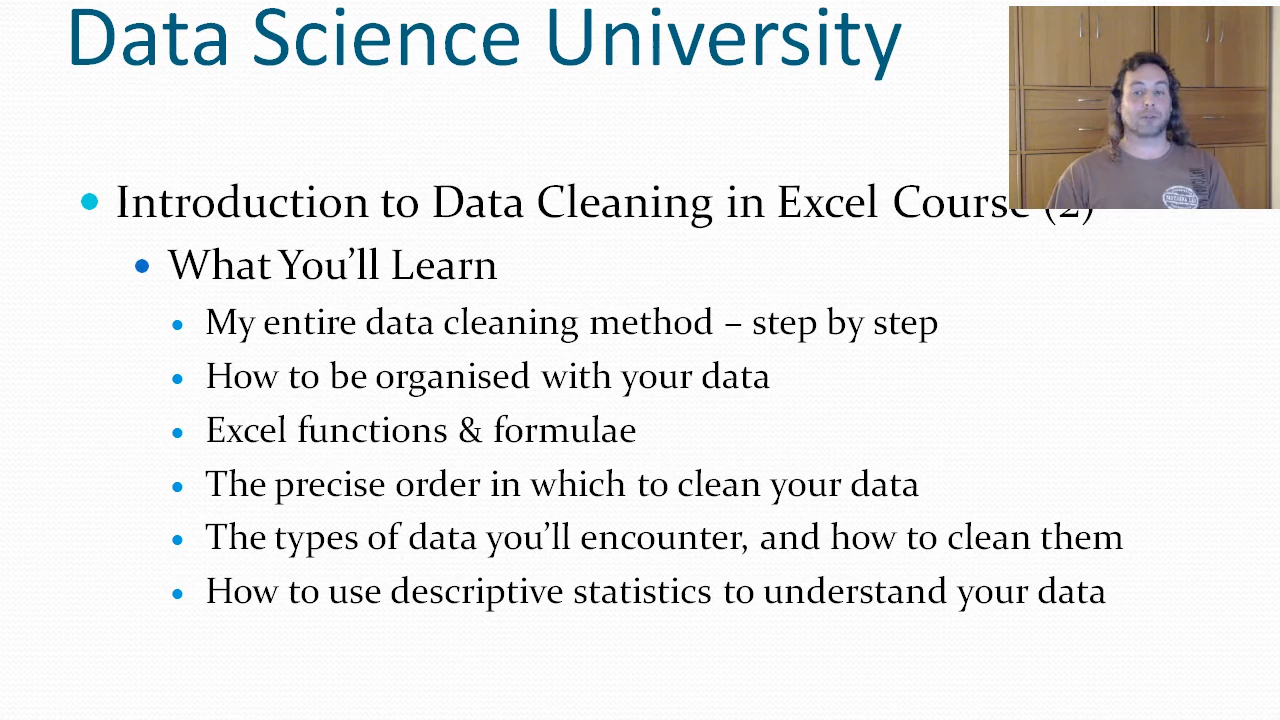 Data Science University
Introduction to Data Cleaning in Excel Course (2)
What You’ll Learn
My entire data cleaning method – step by step
How to be organised with your data
Excel functions & formulae
The precise order in which to clean your data
The types of data you’ll encounter, and how to clean them
How to use descriptive statistics to understand your data